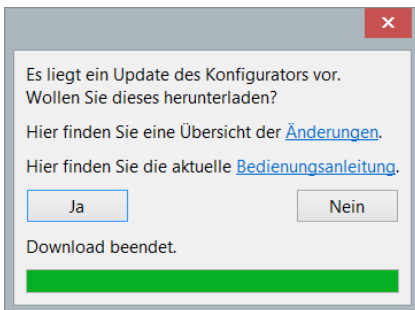 Es liegt ein Update des Konfigurators vor.
Wollen Sie dieses herunterladen?
Hier finden Sie eine Übersicht der Änderungen.
Hier finden Sie die aktuelle Bedienungsanleitung.
Ja
Nein
Download beendet.